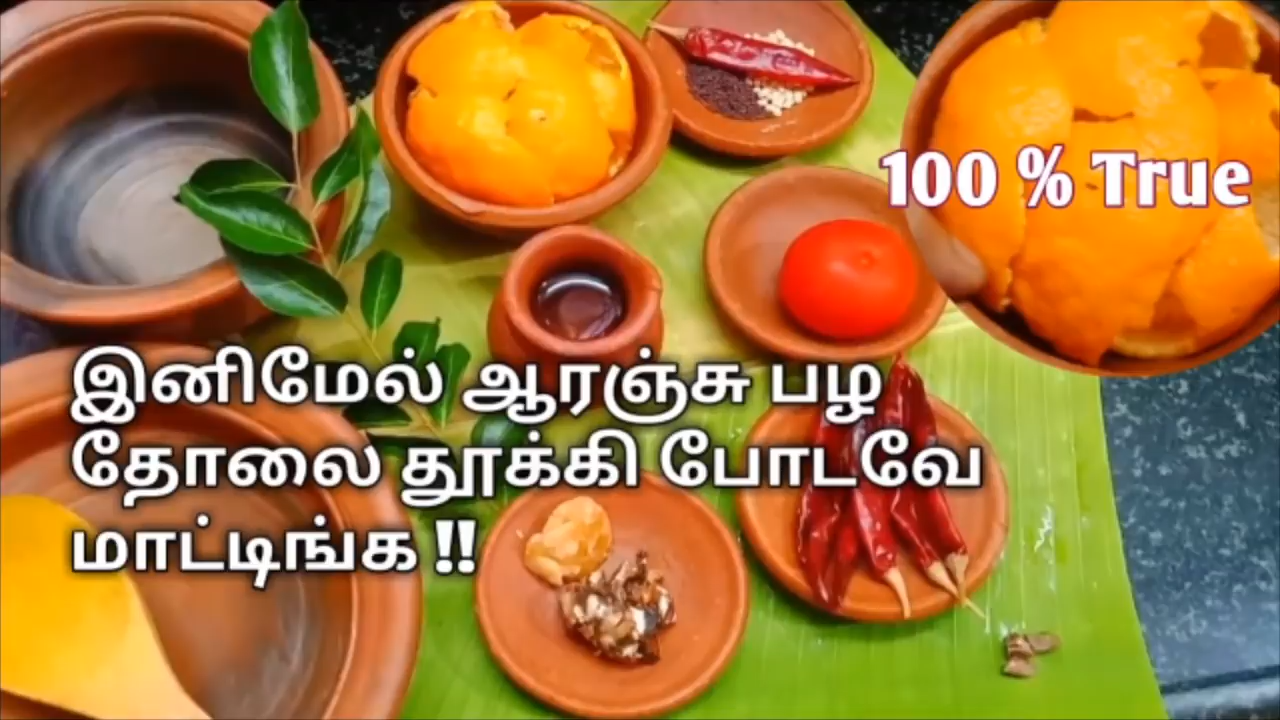 100 % True
இனிமேல் ஆரஞ்சு பழ
தோலை தூக்கி போடவே
மாட்டிங்க !!